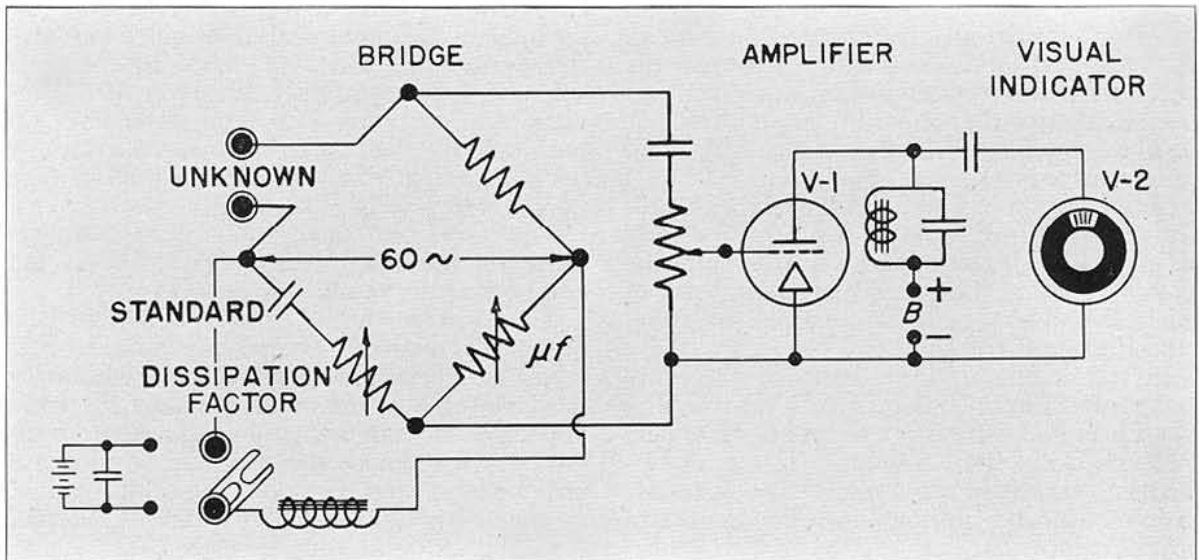 BRIDGE
AMPLIFIER
VISUAL
INDICATOR
UNKNOWN
V-1
V-2
60 ~
STANDARD
μf
+
B
−
DISSIPATION
FACTOR